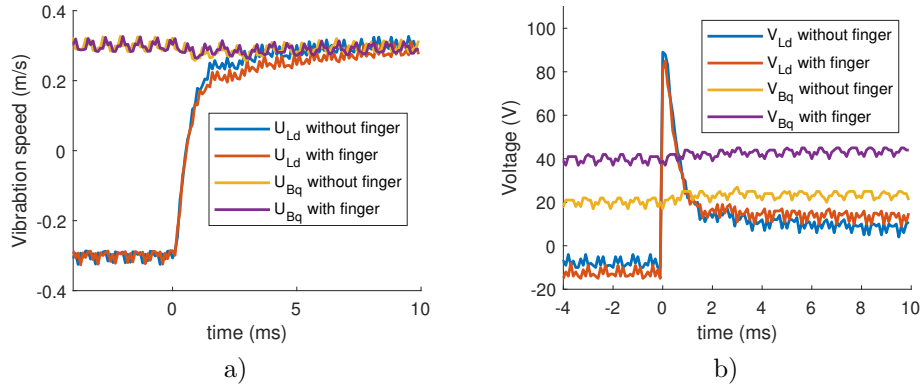 0.4
0.2
0
-0.2
-0.4
0
5
10
Vibrabtion speed (m/s)
time (ms)
U_Ld without finger
U_Ld with finger
U_Bq without finger
U_Bq with finger
a)
100
80
60
40
20
0
-20
-4
-2
0
2
4
6
8
10
Voltage (V)
time (ms)
V_Ld without finger
V_Ld with finger
V_Bq without finger
V_Bq with finger
b)